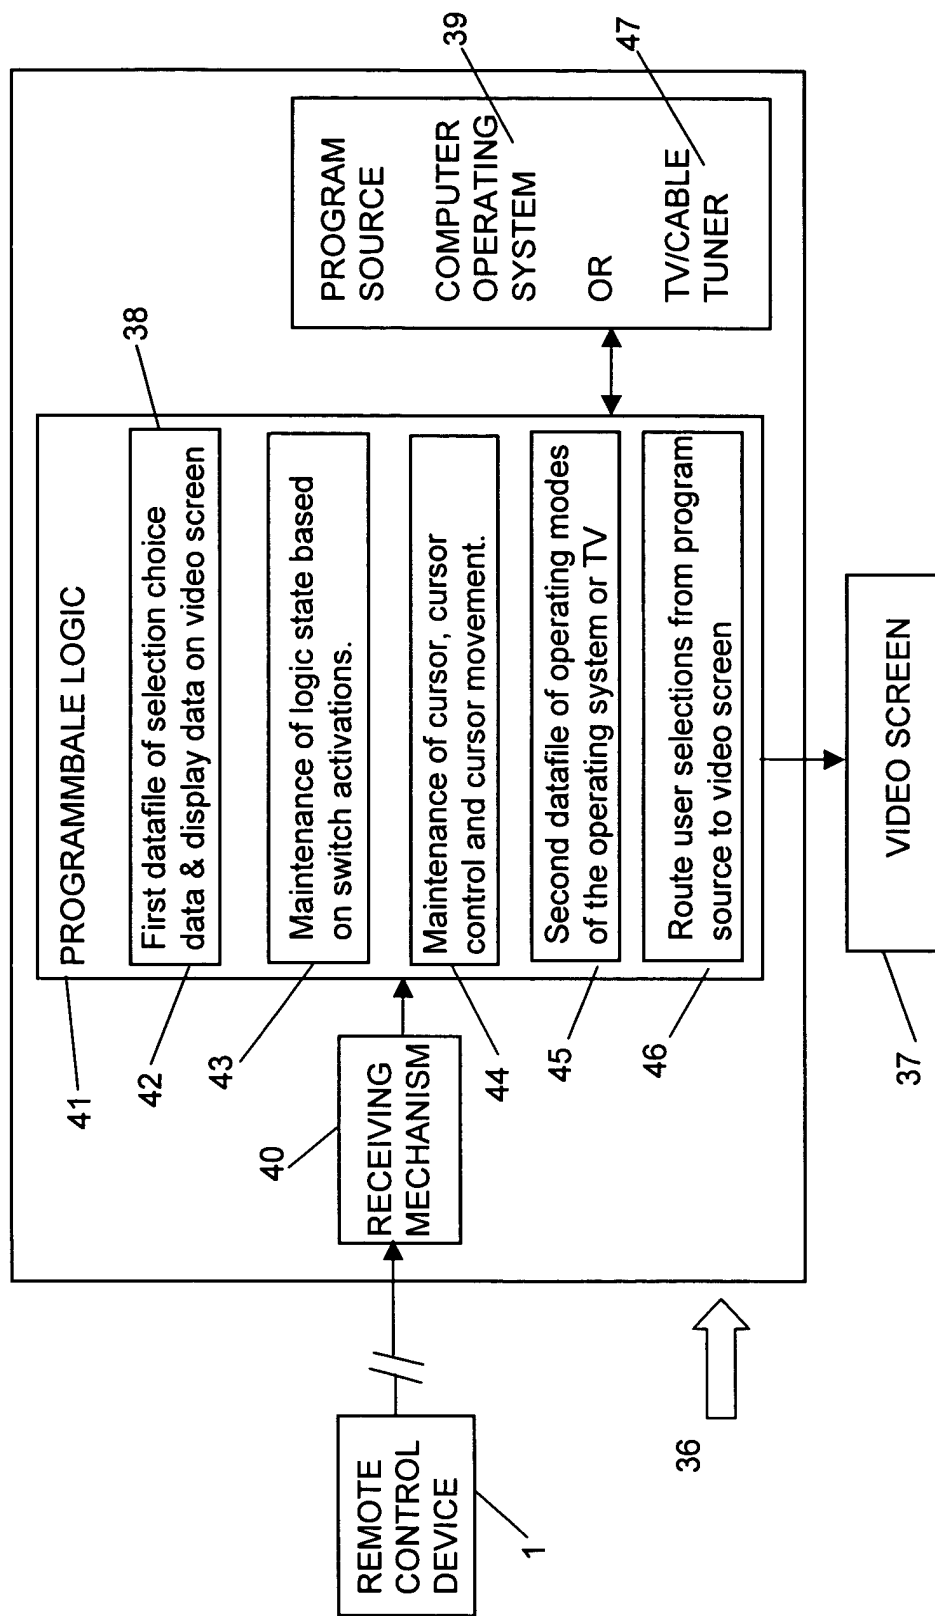 REMOTE
CONTROL
DEVICE
1
36
RECEIVING
MECHANISM
40
41
PROGRAMMBALE LOGIC
First datafile of selection choice
data & display data on video screen
38
42
Maintenance of logic state based
on switch activations.
43
Maintenance of cursor, cursor
control and cursor movement.
44
Second datafile of operating modes
of the operating system or TV
45
Route user selections from program
source to video screen
46
PROGRAM
SOURCE
COMPUTER
OPERATING
SYSTEM
39
OR
TV/CABLE
TUNER
47
VIDEO SCREEN
37